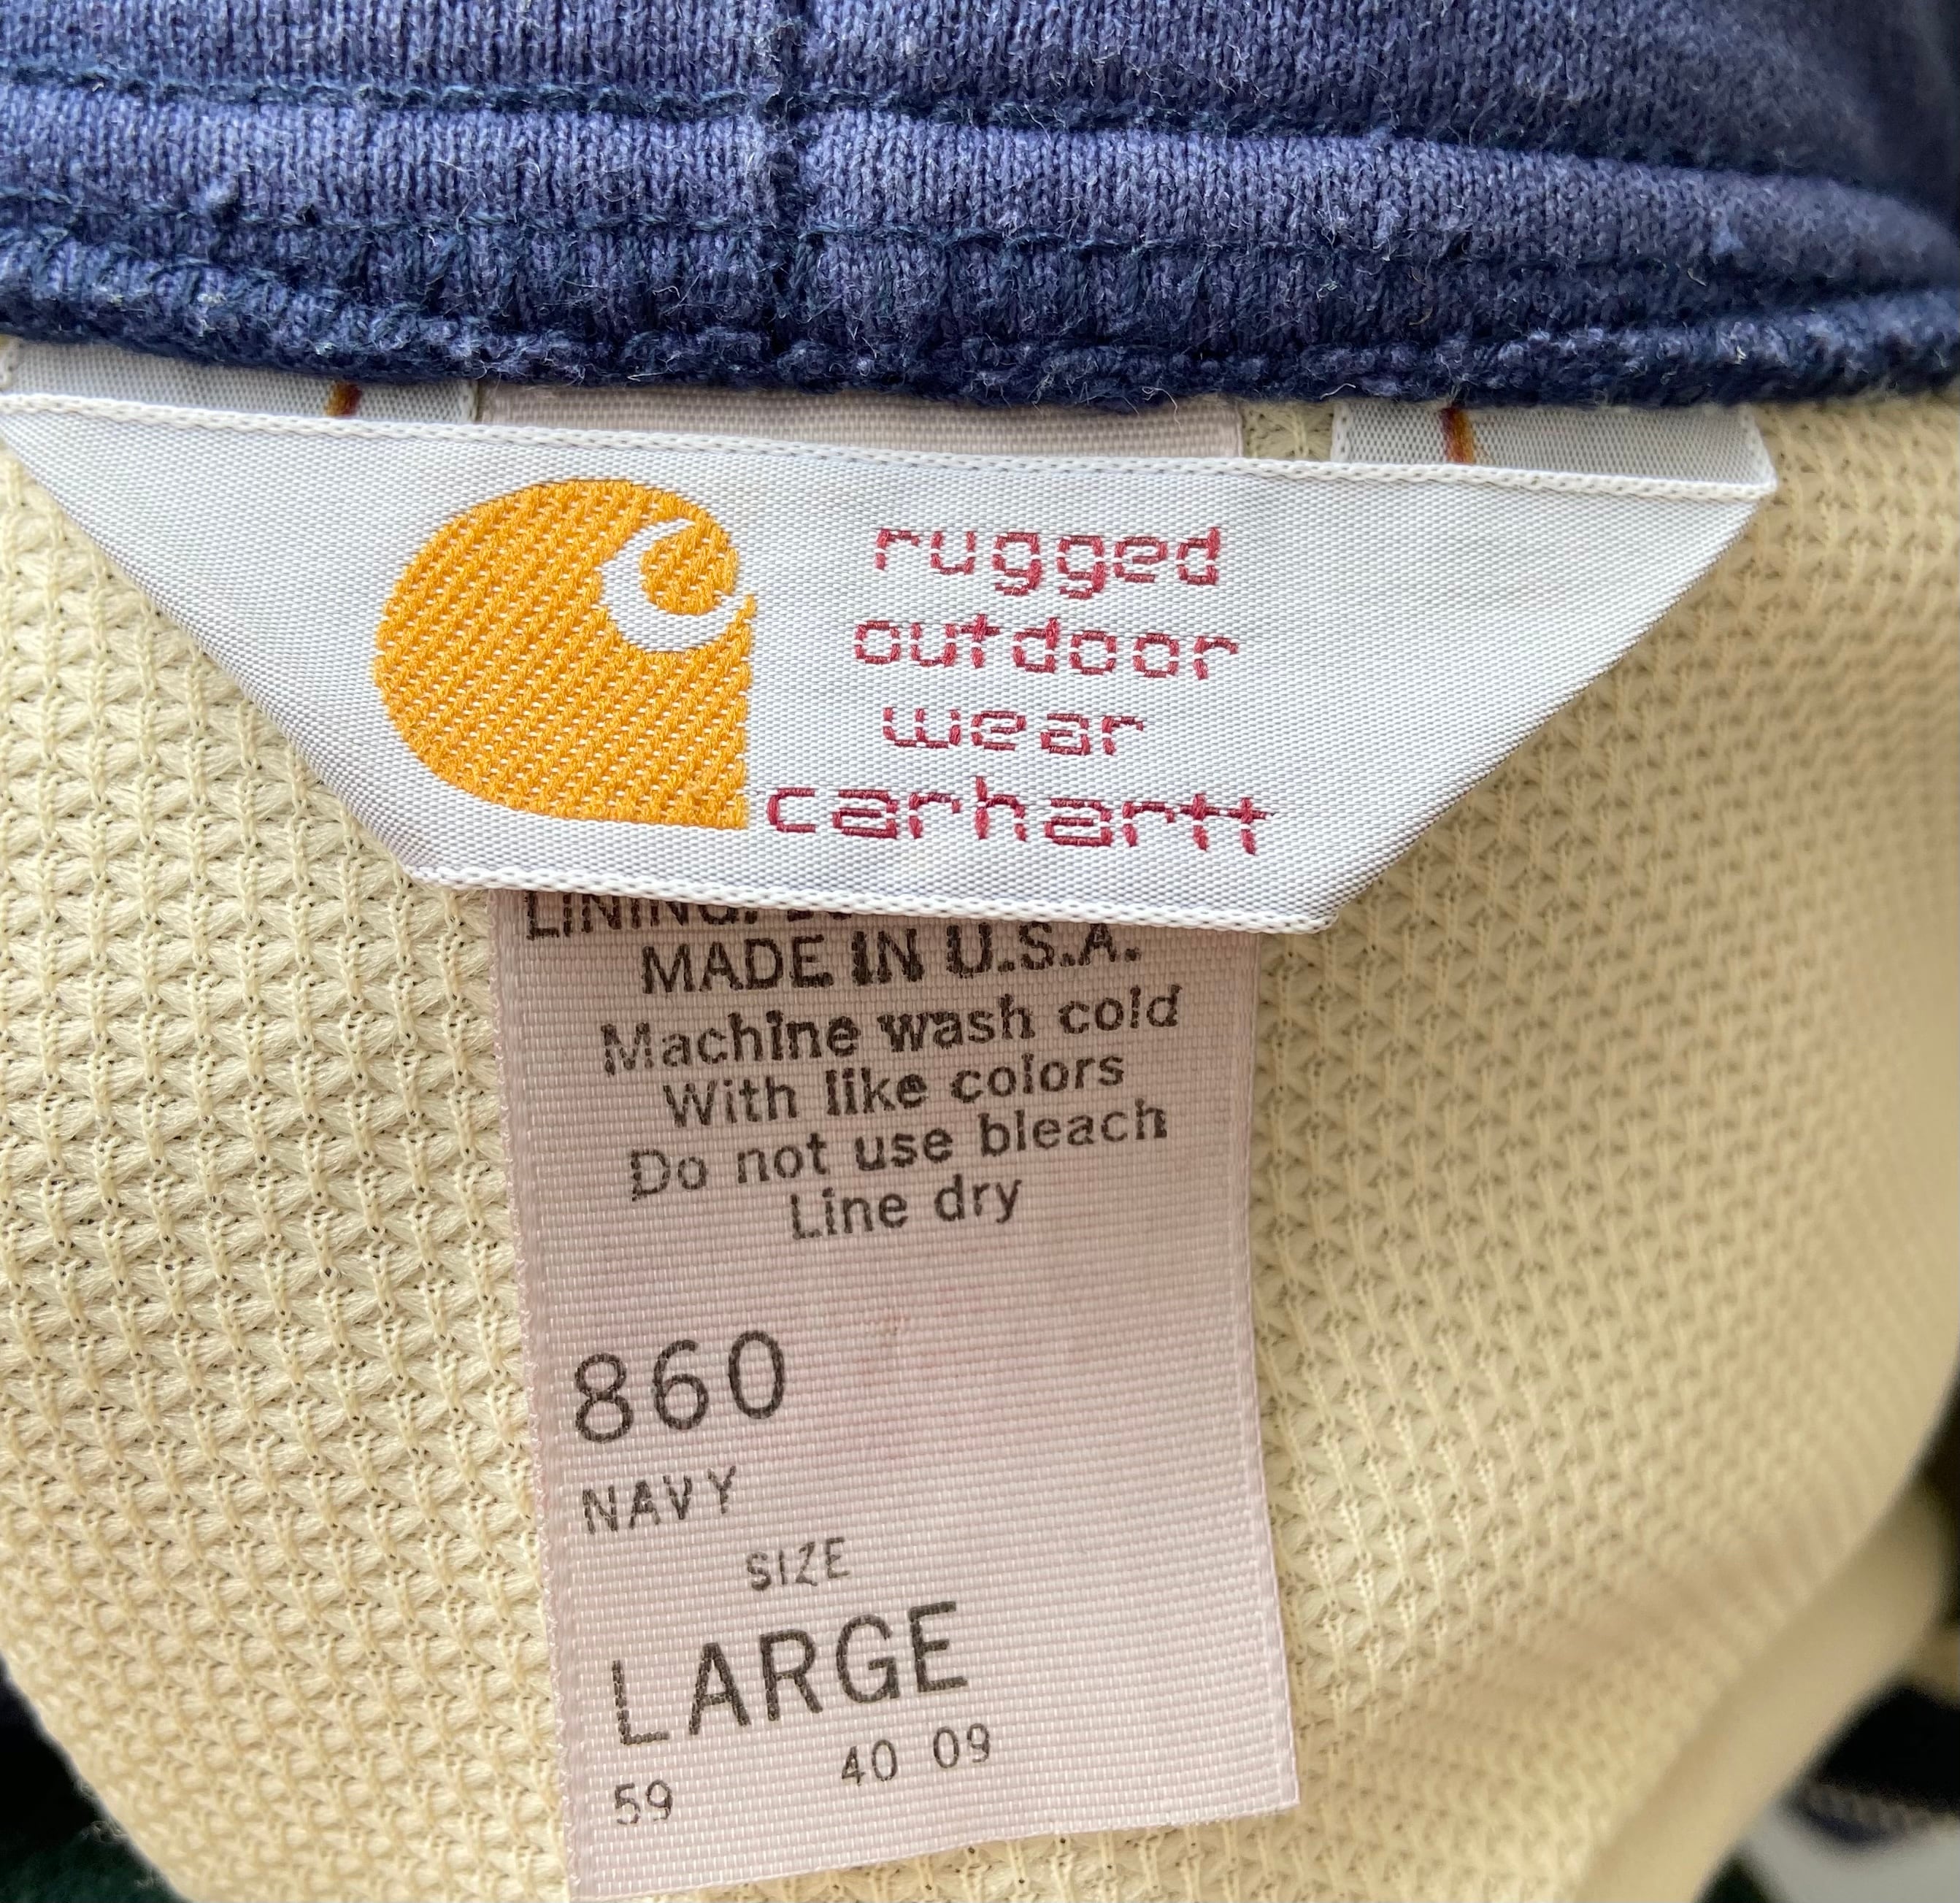 rugged
outdoor
wear
carhartt
LINING:
MADE IN U.S.A.
Machine wash cold
With like colors
Do not use bleach
Line dry
860
NAVY
SIZE
LARGE
40 09
59